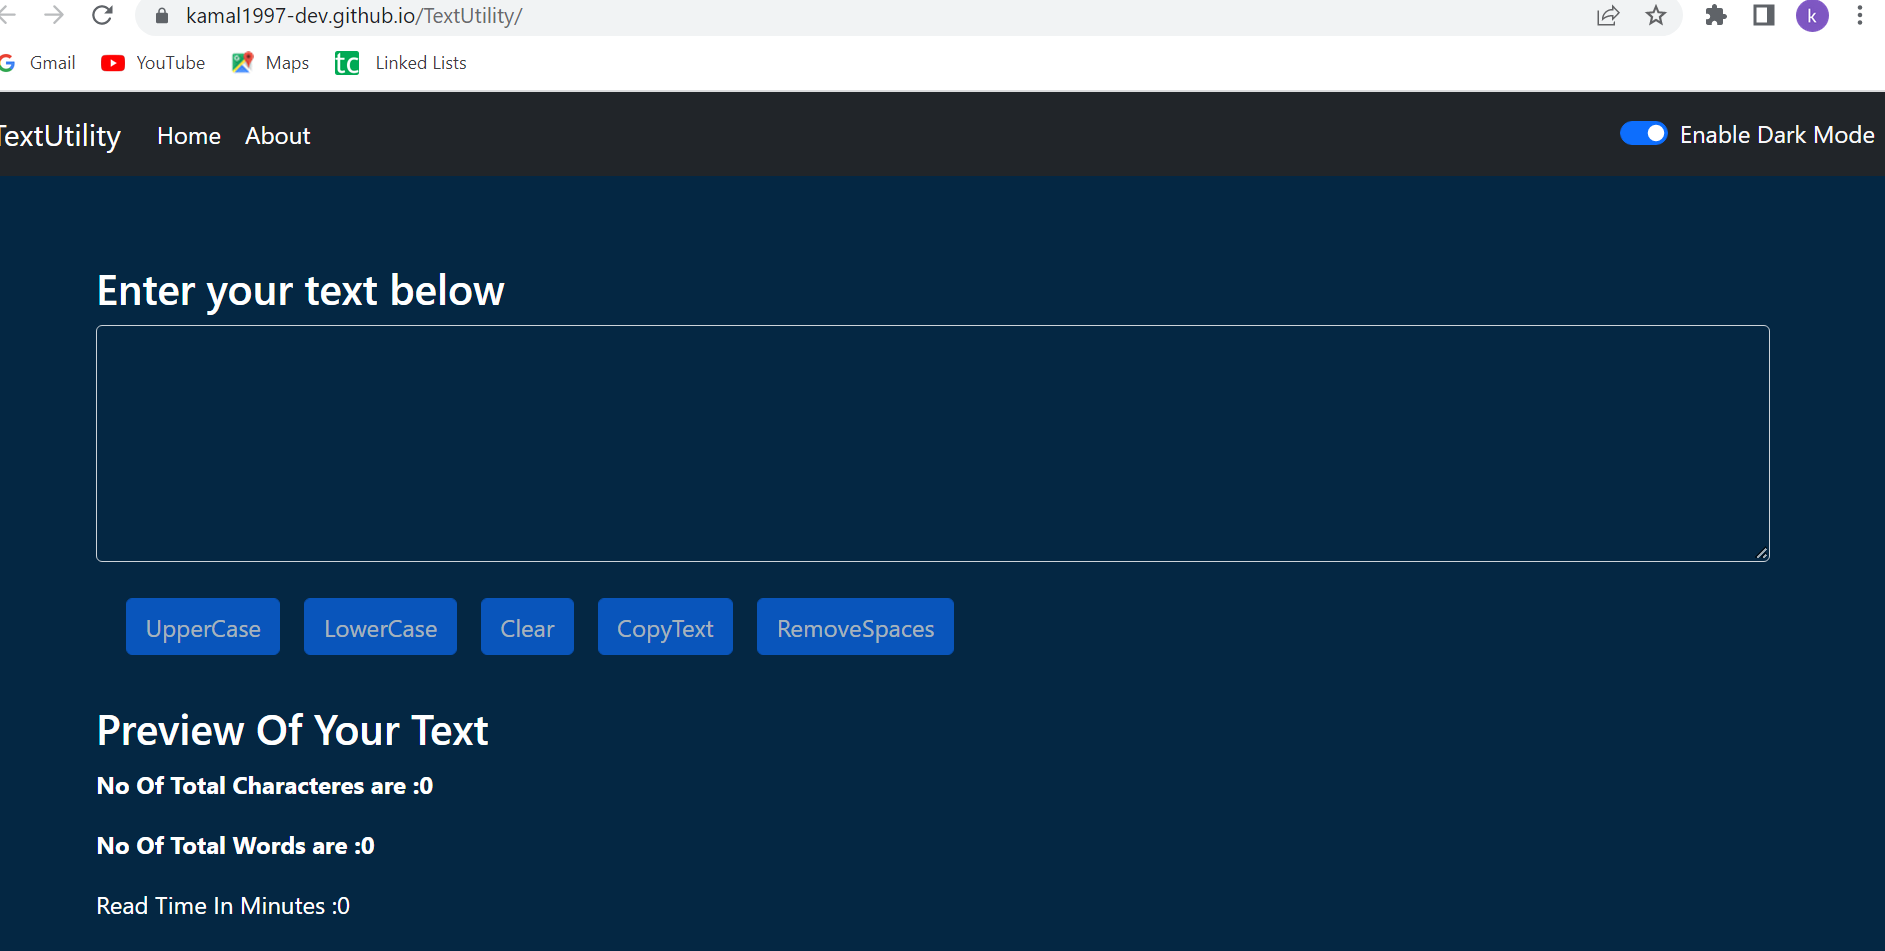 kamal1997-dev.github.io/TextUtility/
k
Gmail YouTube Maps tc Linked Lists
TextUtility Home About Enable Dark Mode
Enter your text below
UpperCase LowerCase Clear CopyText RemoveSpaces
Preview Of Your Text
No Of Total Characteres are :0
No Of Total Words are :0
Read Time In Minutes :0